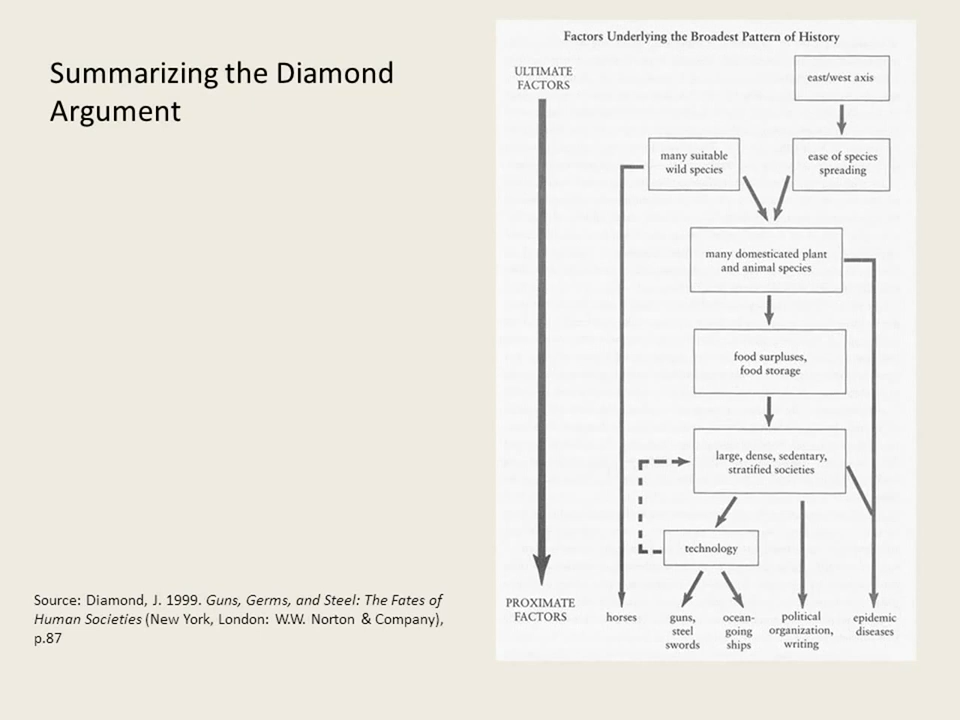 Summarizing the Diamond
Argument
Source: Diamond, J. 1999. Guns, Germs, and Steel: The Fates of
Human Societies (New York, London: W.W. Norton & Company),
p.87
Factors Underlying the Broadest Pattern of History
ULTIMATE
FACTORS
east/west axis
many suitable
wild species
ease of species
spreading
many domesticated plant
and animal species
food surpluses,
food storage
large, dense, sedentary,
stratified societies
technology
PROXIMATE
FACTORS
horses
guns,
steel
swords
ocean-
going
ships
political
organization,
writing
epidemic
diseases